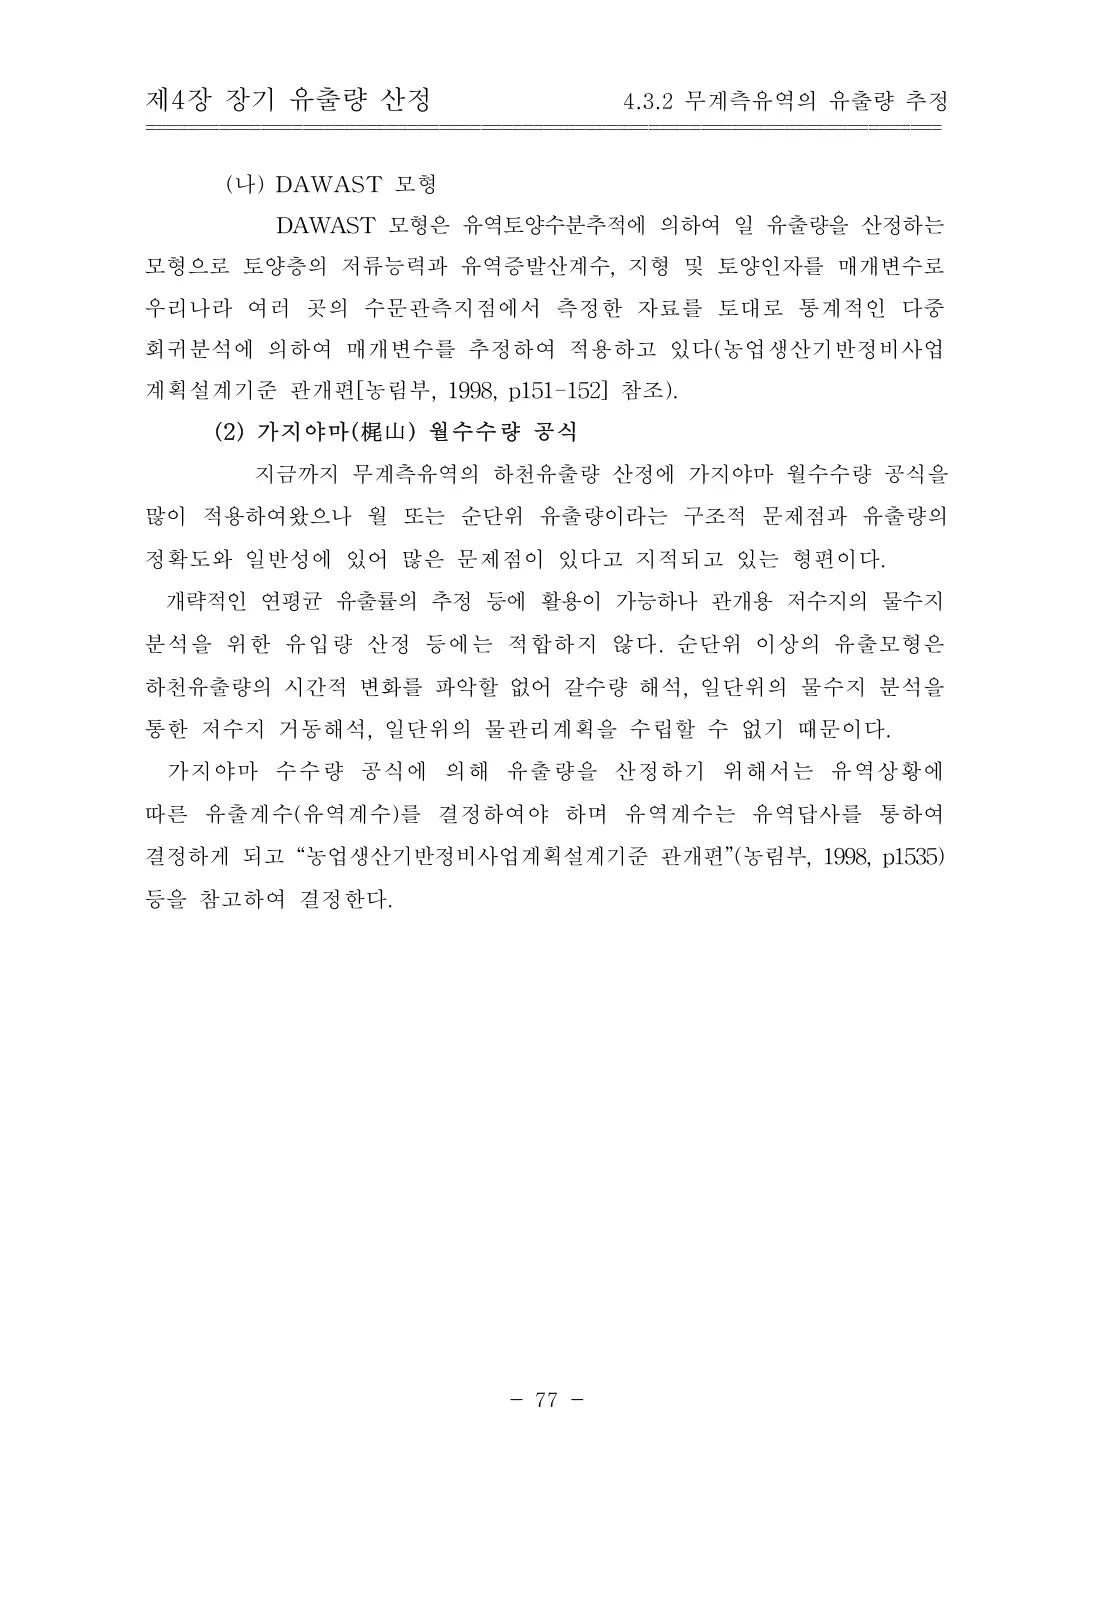 제4장 장기 유출량 산정 4.3.2 무계측유역의 유출량 추정
(나) DAWAST 모형
DAWAST 모형은 유역토양수분추적에 의하여 일 유출량을 산정하는
모형으로 토양층의 저류능력과 유역증발산계수, 지형 및 토양인자를 매개변수로
우리나라 여러 곳의 수문관측지점에서 측정한 자료를 토대로 통계적인 다중
회귀분석에 의하여 매개변수를 추정하여 적용하고 있다(농업생산기반정비사업
계획설계기준 관개편[농림부, 1998, p151-152] 참조).
(2) 가지야마(梶山) 월수수량 공식
지금까지 무계측유역의 하천유출량 산정에 가지야마 월수수량 공식을
많이 적용하여왔으나 월 또는 순단위 유출량이라는 구조적 문제점과 유출량의
정확도와 일반성에 있어 많은 문제점이 있다고 지적되고 있는 형편이다.
개략적인 연평균 유출률의 추정 등에 활용이 가능하나 관개용 저수지의 물수지
분석을 위한 유입량 산정 등에는 적합하지 않다. 순단위 이상의 유출모형은
하천유출량의 시간적 변화를 파악할 없어 갈수량 해석, 일단위의 물수지 분석을
통한 저수지 거동해석, 일단위의 물관리계획을 수립할 수 없기 때문이다.
가지야마 수수량 공식에 의해 유출량을 산정하기 위해서는 유역상황에
따른 유출계수(유역계수)를 결정하여야 하며 유역계수는 유역답사를 통하여
결정하게 되고 “농업생산기반정비사업계획설계기준 관개편”(농림부, 1998, p1535)
등을 참고하여 결정한다.
- 77 -